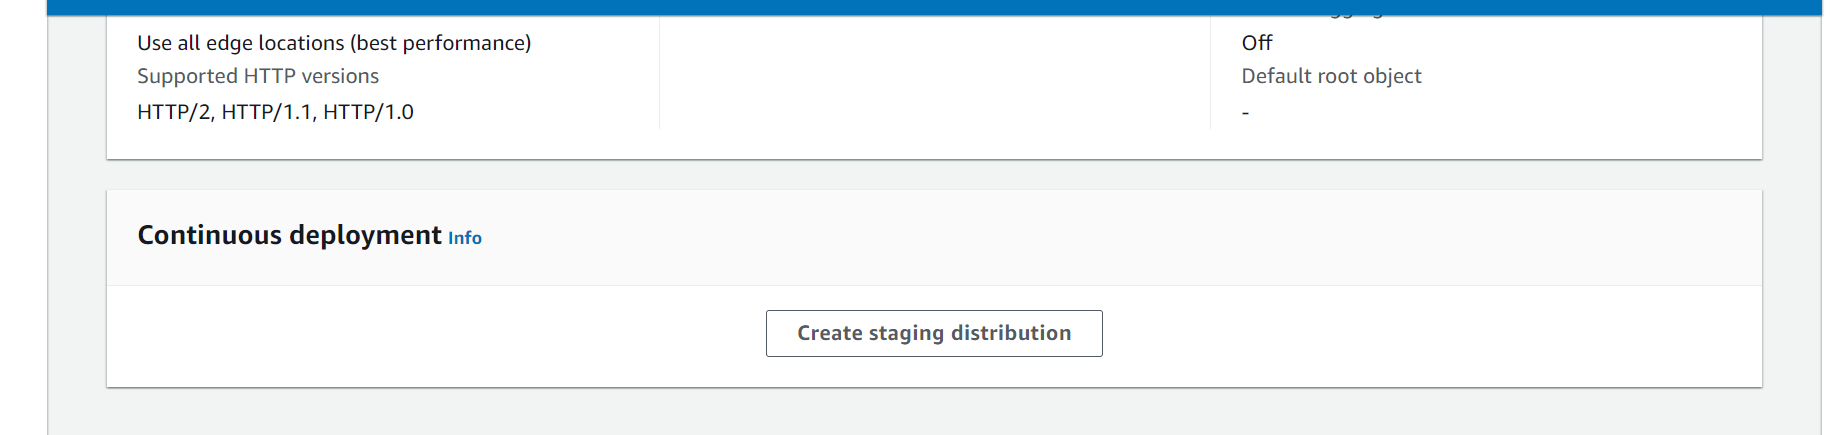 Use all edge locations (best performance)
Off
Supported HTTP versions
Default root object
HTTP/2, HTTP/1.1, HTTP/1.0
-
Continuous deployment Info
Create staging distribution